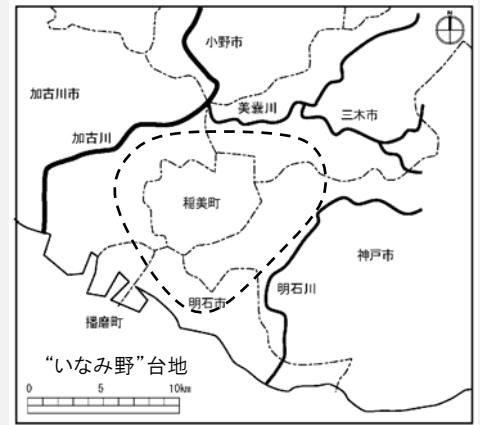 N
小野市
加古川市
美嚢川
三木市
加古川
稲美町
神戸市
明石川
明石市
播磨町
“いなみ野”台地
0 5 10km